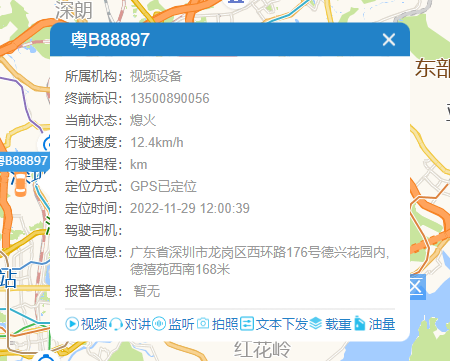 深朗
粤B88897
东部
所属机构：视频设备
终端标识：13500890056
当前状态：熄火
行驶速度：12.4km/h
粤B88897
行驶里程：km
定位方式：GPS已定位
定位时间：2022-11-29 12:00:39
驾驶司机：
位置信息：广东省深圳市龙岗区西环路176号德兴花园内,
德禧苑西南168米
站
报警信息： 暂无
视频 对讲 监听 拍照 文本下发 载重 油量
红花岭